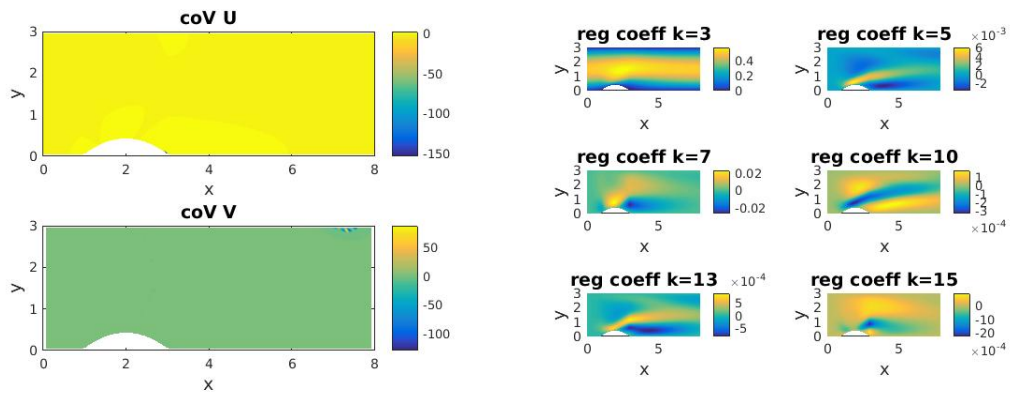 coV U
3
2
1
0
0 2 4 6 8
y
x
0
-50
-100
-150
coV V
3
2
1
0
0 2 4 6 8
y
x
50
0
-50
-100
reg coeff k=3
3
2
1
0
0 5
y
x
0.4
0.2
0
reg coeff k=5
×10⁻³
3
2
1
0
0 5
y
x
6
4
2
0
-2
reg coeff k=7
3
2
1
0
0 5
y
x
0.02
0
-0.02
reg coeff k=10
3
2
1
0
0 5
y
x
1
0
-1
-2
-3
×10⁻⁴
reg coeff k=13
×10⁻⁴
3
2
1
0
0 5
y
x
5
0
-5
reg coeff k=15
3
2
1
0
0 5
y
x
0
-10
-20
×10⁻⁴